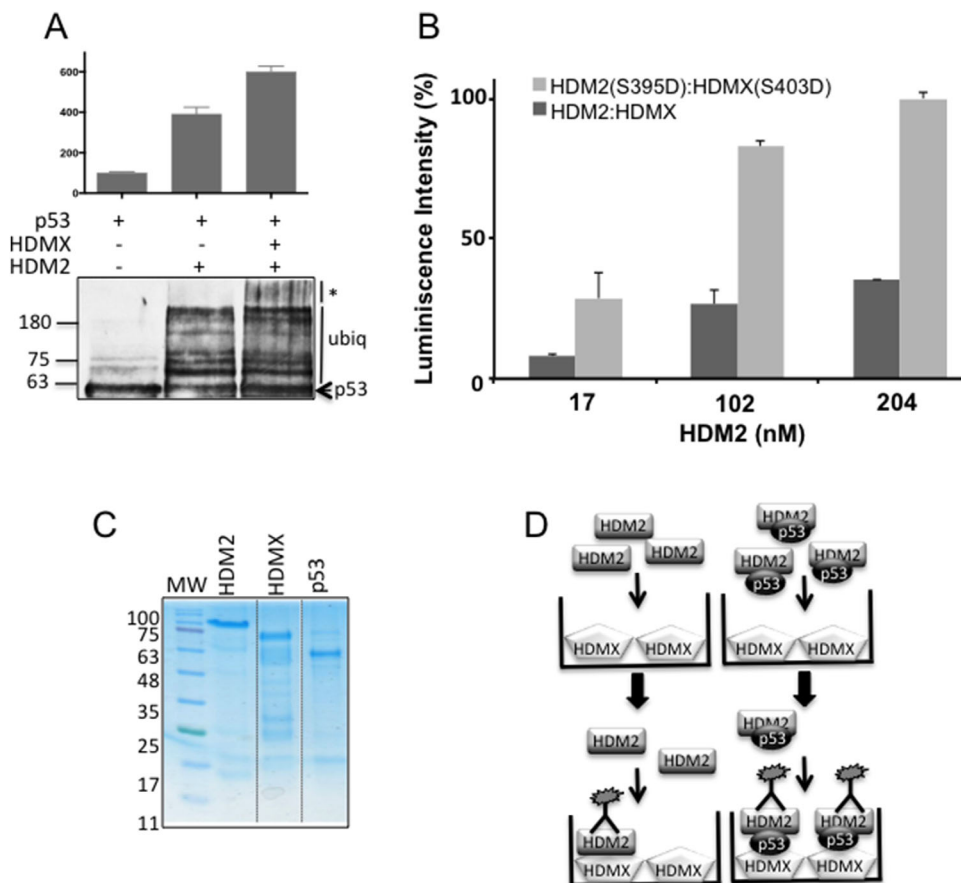 A
600
400
200
0
p53 + + +
HDMX - - +
HDM2 - + +
180
75
63
*
ubiq
p53
B
Luminiscence Intensity (%)
100
50
0
HDM2(S395D):HDMX(S403D)
HDM2:HDMX
17 102 204
HDM2 (nM)
C
MW HDM2 HDMX p53
100
75
63
48
35
25
17
11
D
HDM2
HDM2 HDM2
HDMX HDMX
HDM2
HDM2
HDM2
HDMX HDMX
HDM2
p53
HDM2 HDM2
p53 p53
HDMX HDMX
HDM2
p53
HDM2 HDM2
p53 p53
HDMX HDMX